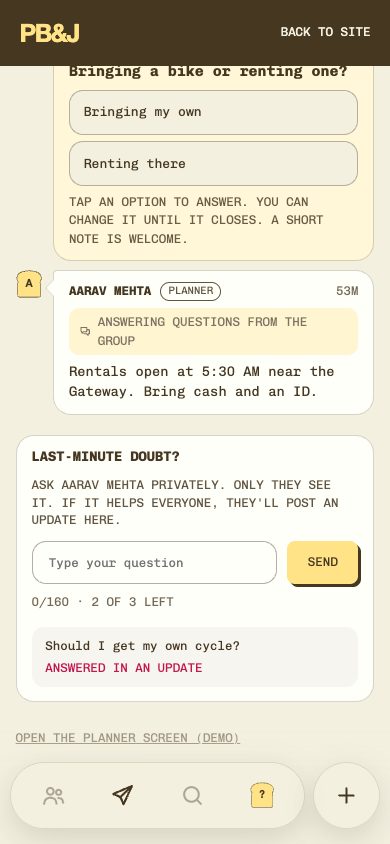 PB&J
BACK TO SITE
Bringing a bike or renting one?
Bringing my own
Renting there
TAP AN OPTION TO ANSWER. YOU CAN
CHANGE IT UNTIL IT CLOSES. A SHORT
NOTE IS WELCOME.
A
AARAV MEHTA
PLANNER
53M
ANSWERING QUESTIONS FROM THE
GROUP
Rentals open at 5:30 AM near the
Gateway. Bring cash and an ID.
LAST-MINUTE DOUBT?
ASK AARAV MEHTA PRIVATELY. ONLY THEY SEE
IT. IF IT HELPS EVERYONE, THEY'LL POST AN
UPDATE HERE.
Type your question
SEND
0/160 · 2 OF 3 LEFT
Should I get my own cycle?
ANSWERED IN AN UPDATE
OPEN THE PLANNER SCREEN (DEMO)
?